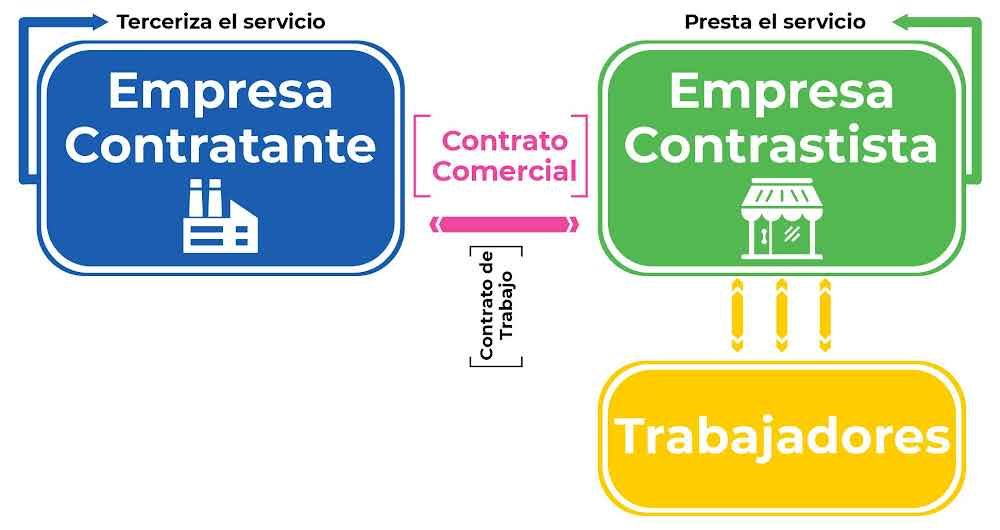 Terceriza el servicio
Presta el servicio
Empresa
Contratante
Contrato
Comercial
Empresa
Contrastista
Contrato de
Trabajo
Trabajadores